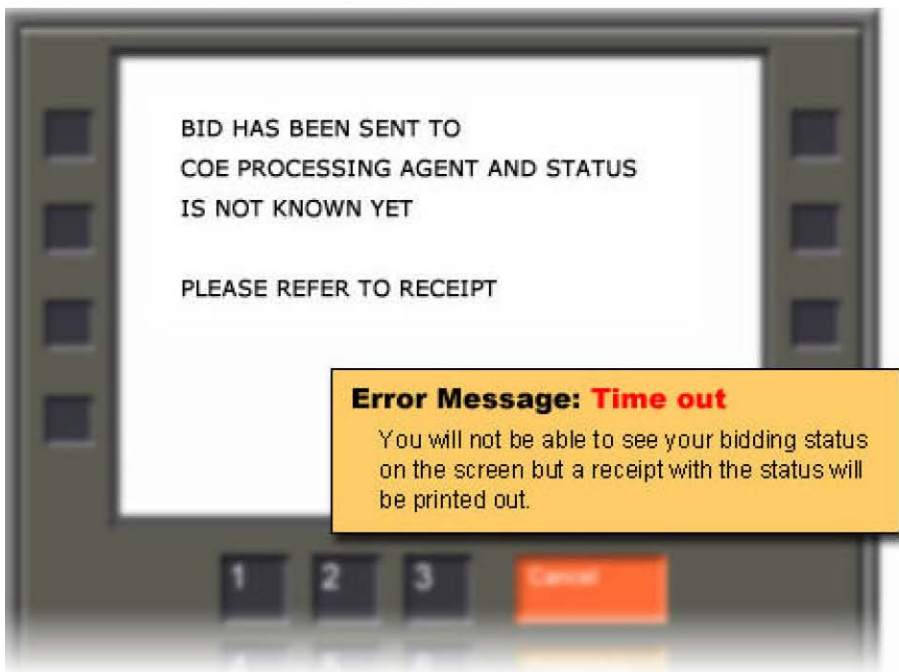 BID HAS BEEN SENT TO
COE PROCESSING AGENT AND STATUS
IS NOT KNOWN YET
PLEASE REFER TO RECEIPT
Error Message: Time out
You will not be able to see your bidding status
on the screen but a receipt with the status will
be printed out.
1 2 3 Cancel